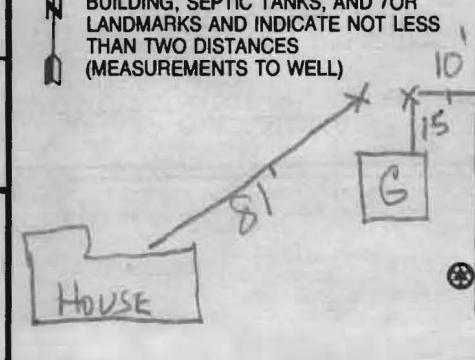 N
BUILDING, SEPTIC TANKS, AND /OR
LANDMARKS AND INDICATE NOT LESS
THAN TWO DISTANCES
(MEASUREMENTS TO WELL)
10'
15
81'
G
HOUSE